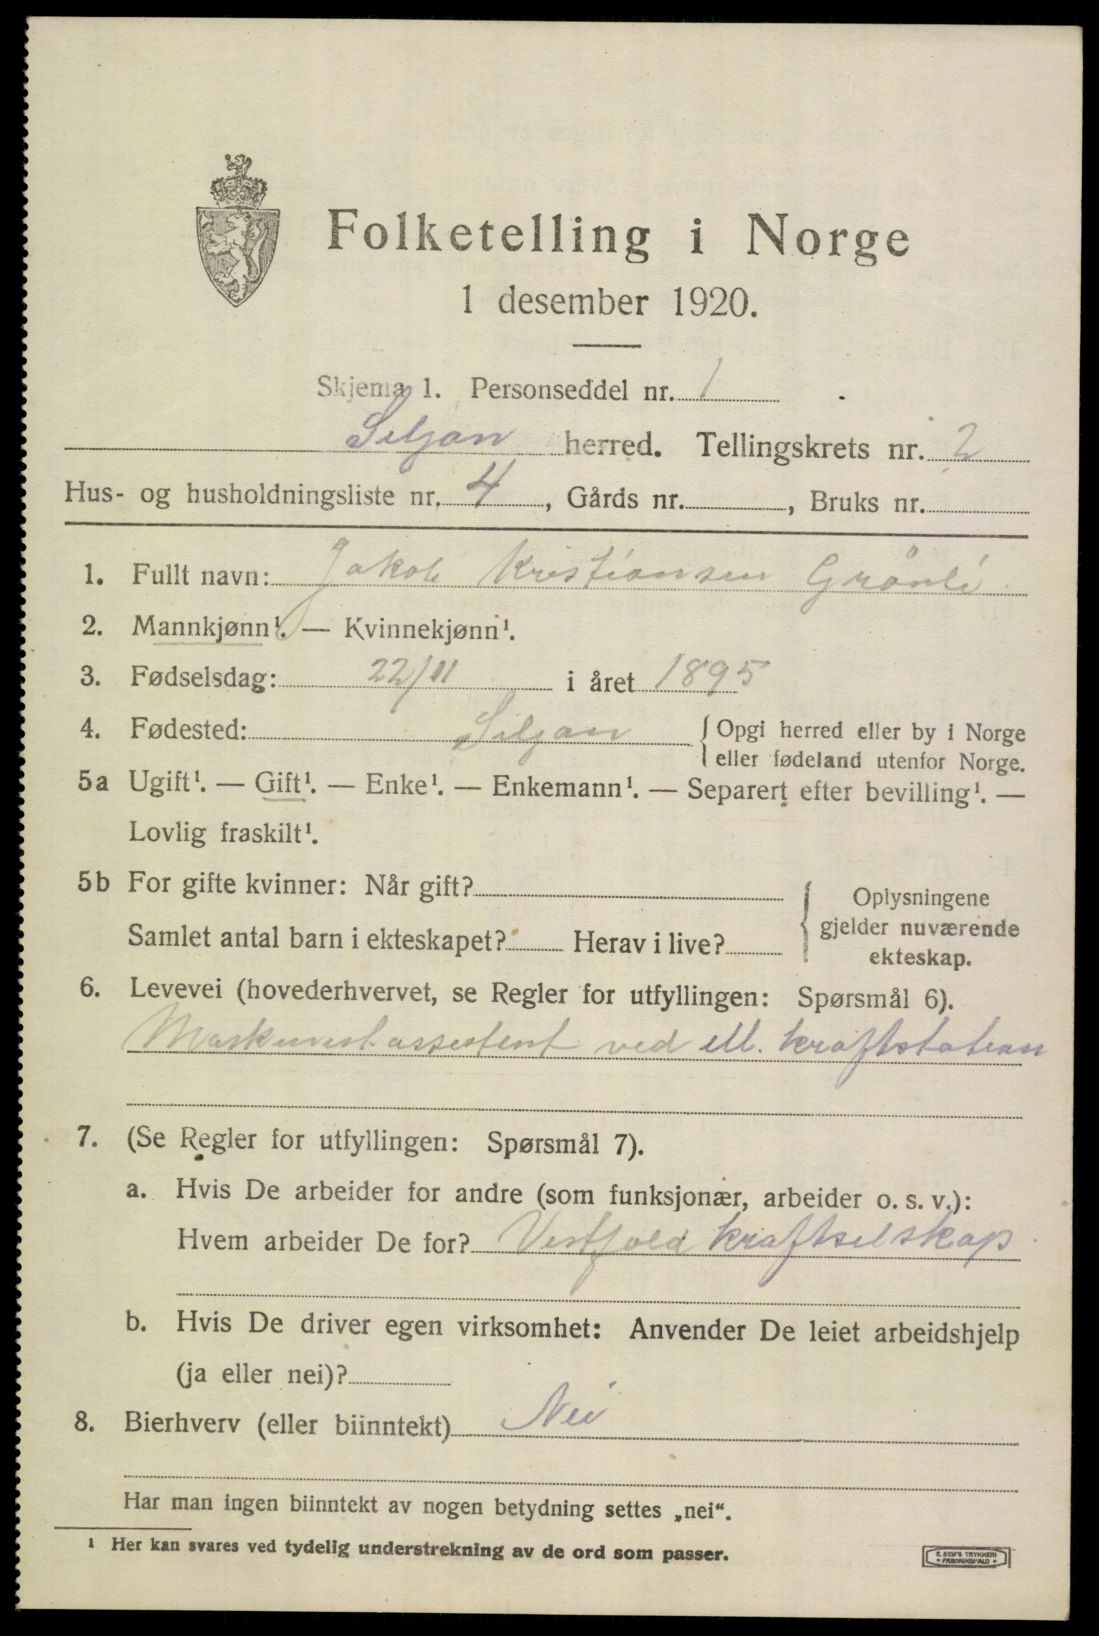 Folketelling i Norge
1 desember 1920.
Skjema 1. Personseddel nr. 1
Siljan herred. Tellingskrets nr. 2
Hus- og husholdningsliste nr. 4, Gårds nr. , Bruks nr.
1. Fullt navn: Jakob Kristiansen Grönli
2. Mannkjønn¹. — Kvinnekjønn¹.
3. Fødselsdag: 22/11 i året 1895
4. Fødested: Siljan { Opgi herred eller by i Norge
eller fødeland utenfor Norge.
5a Ugift¹. — Gift¹. — Enke¹. — Enkemann¹. — Separert efter bevilling¹. —
Lovlig fraskilt¹.
5b For gifte kvinner: Når gift?
Samlet antal barn i ekteskapet? Herav i live?
{ Oplysningene
gjelder nuværende
ekteskap.
6. Levevei (hovederhvervet, se Regler for utfyllingen: Spørsmål 6).
Maskinistassistent ved ell. kraftstation
7. (Se Regler for utfyllingen: Spørsmål 7).
a. Hvis De arbeider for andre (som funksjonær, arbeider o. s. v.):
Hvem arbeider De for? Vestfold kraftselskap
b. Hvis De driver egen virksomhet: Anvender De leiet arbeidshjelp
(ja eller nei)?
8. Bierhverv (eller biinntekt) Nei
Har man ingen biinntekt av nogen betydning settes „nei“.
¹ Her kan svares ved tydelig understrekning av de ord som passer.
E. SEM'S TRYKKERI
FREDRIKSHALD